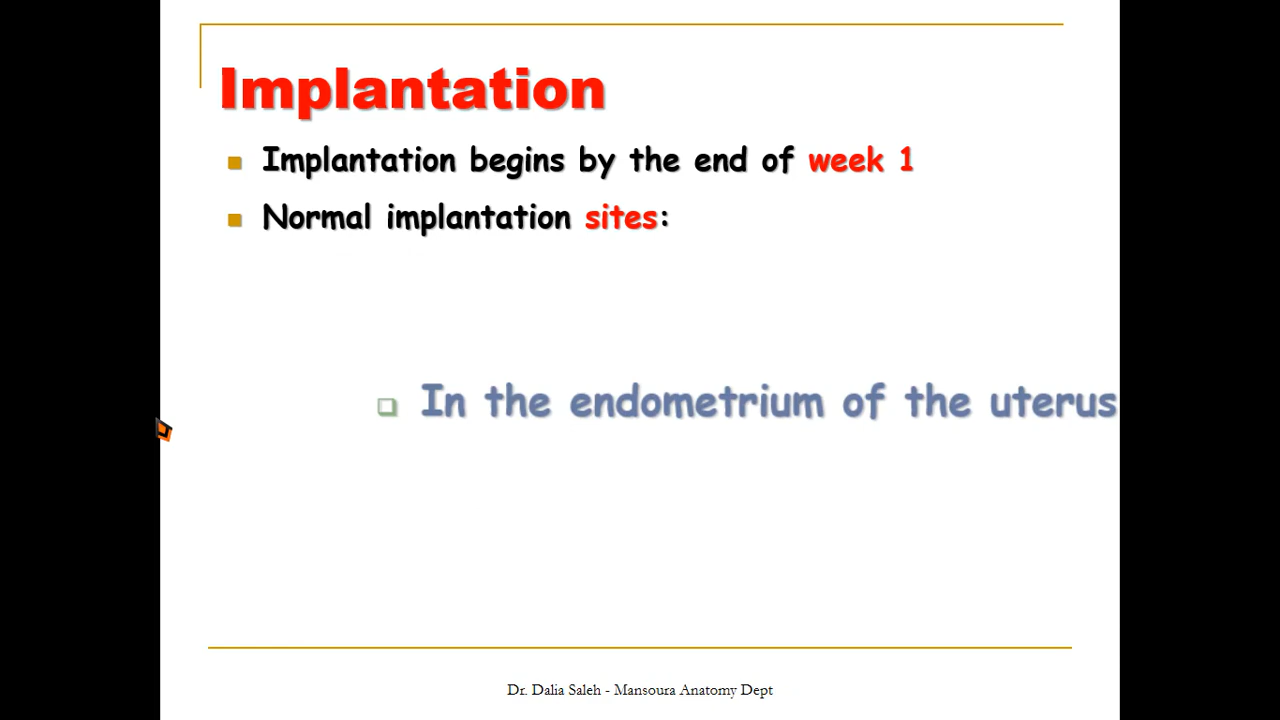 Implantation
Implantation begins by the end of week 1
Normal implantation sites:
In the endometrium of the uterus
Dr. Dalia Saleh - Mansoura Anatomy Dept